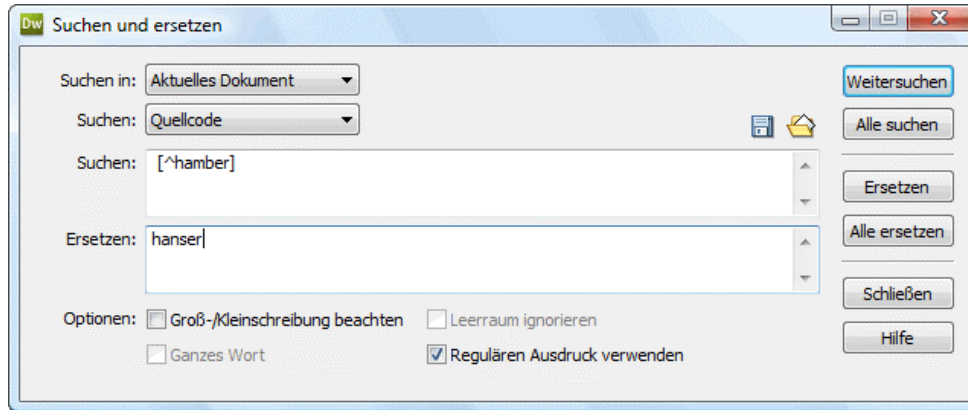 Dw Suchen und ersetzen
Suchen in: Aktuelles Dokument
Weitersuchen
Suchen: Quellcode
Alle suchen
Suchen: [^hamber]
Ersetzen
Ersetzen: hanser
Alle ersetzen
Schließen
Optionen: Groß-/Kleinschreibung beachten Leerraum ignorieren
Ganzes Wort Regulären Ausdruck verwenden
Hilfe